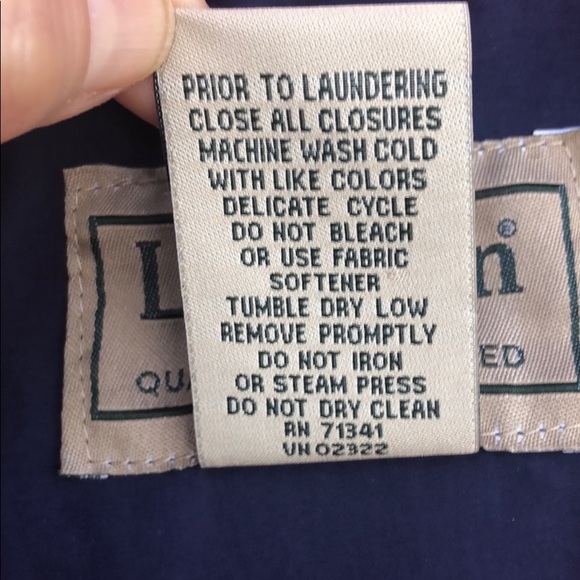 PRIOR TO LAUNDERING
CLOSE ALL CLOSURES
MACHINE WASH COLD
WITH LIKE COLORS
DELICATE CYCLE
DO NOT BLEACH
OR USE FABRIC
SOFTENER
TUMBLE DRY LOW
REMOVE PROMPTLY
DO NOT IRON
OR STEAM PRESS
DO NOT DRY CLEAN
RN 71341
VN 02322